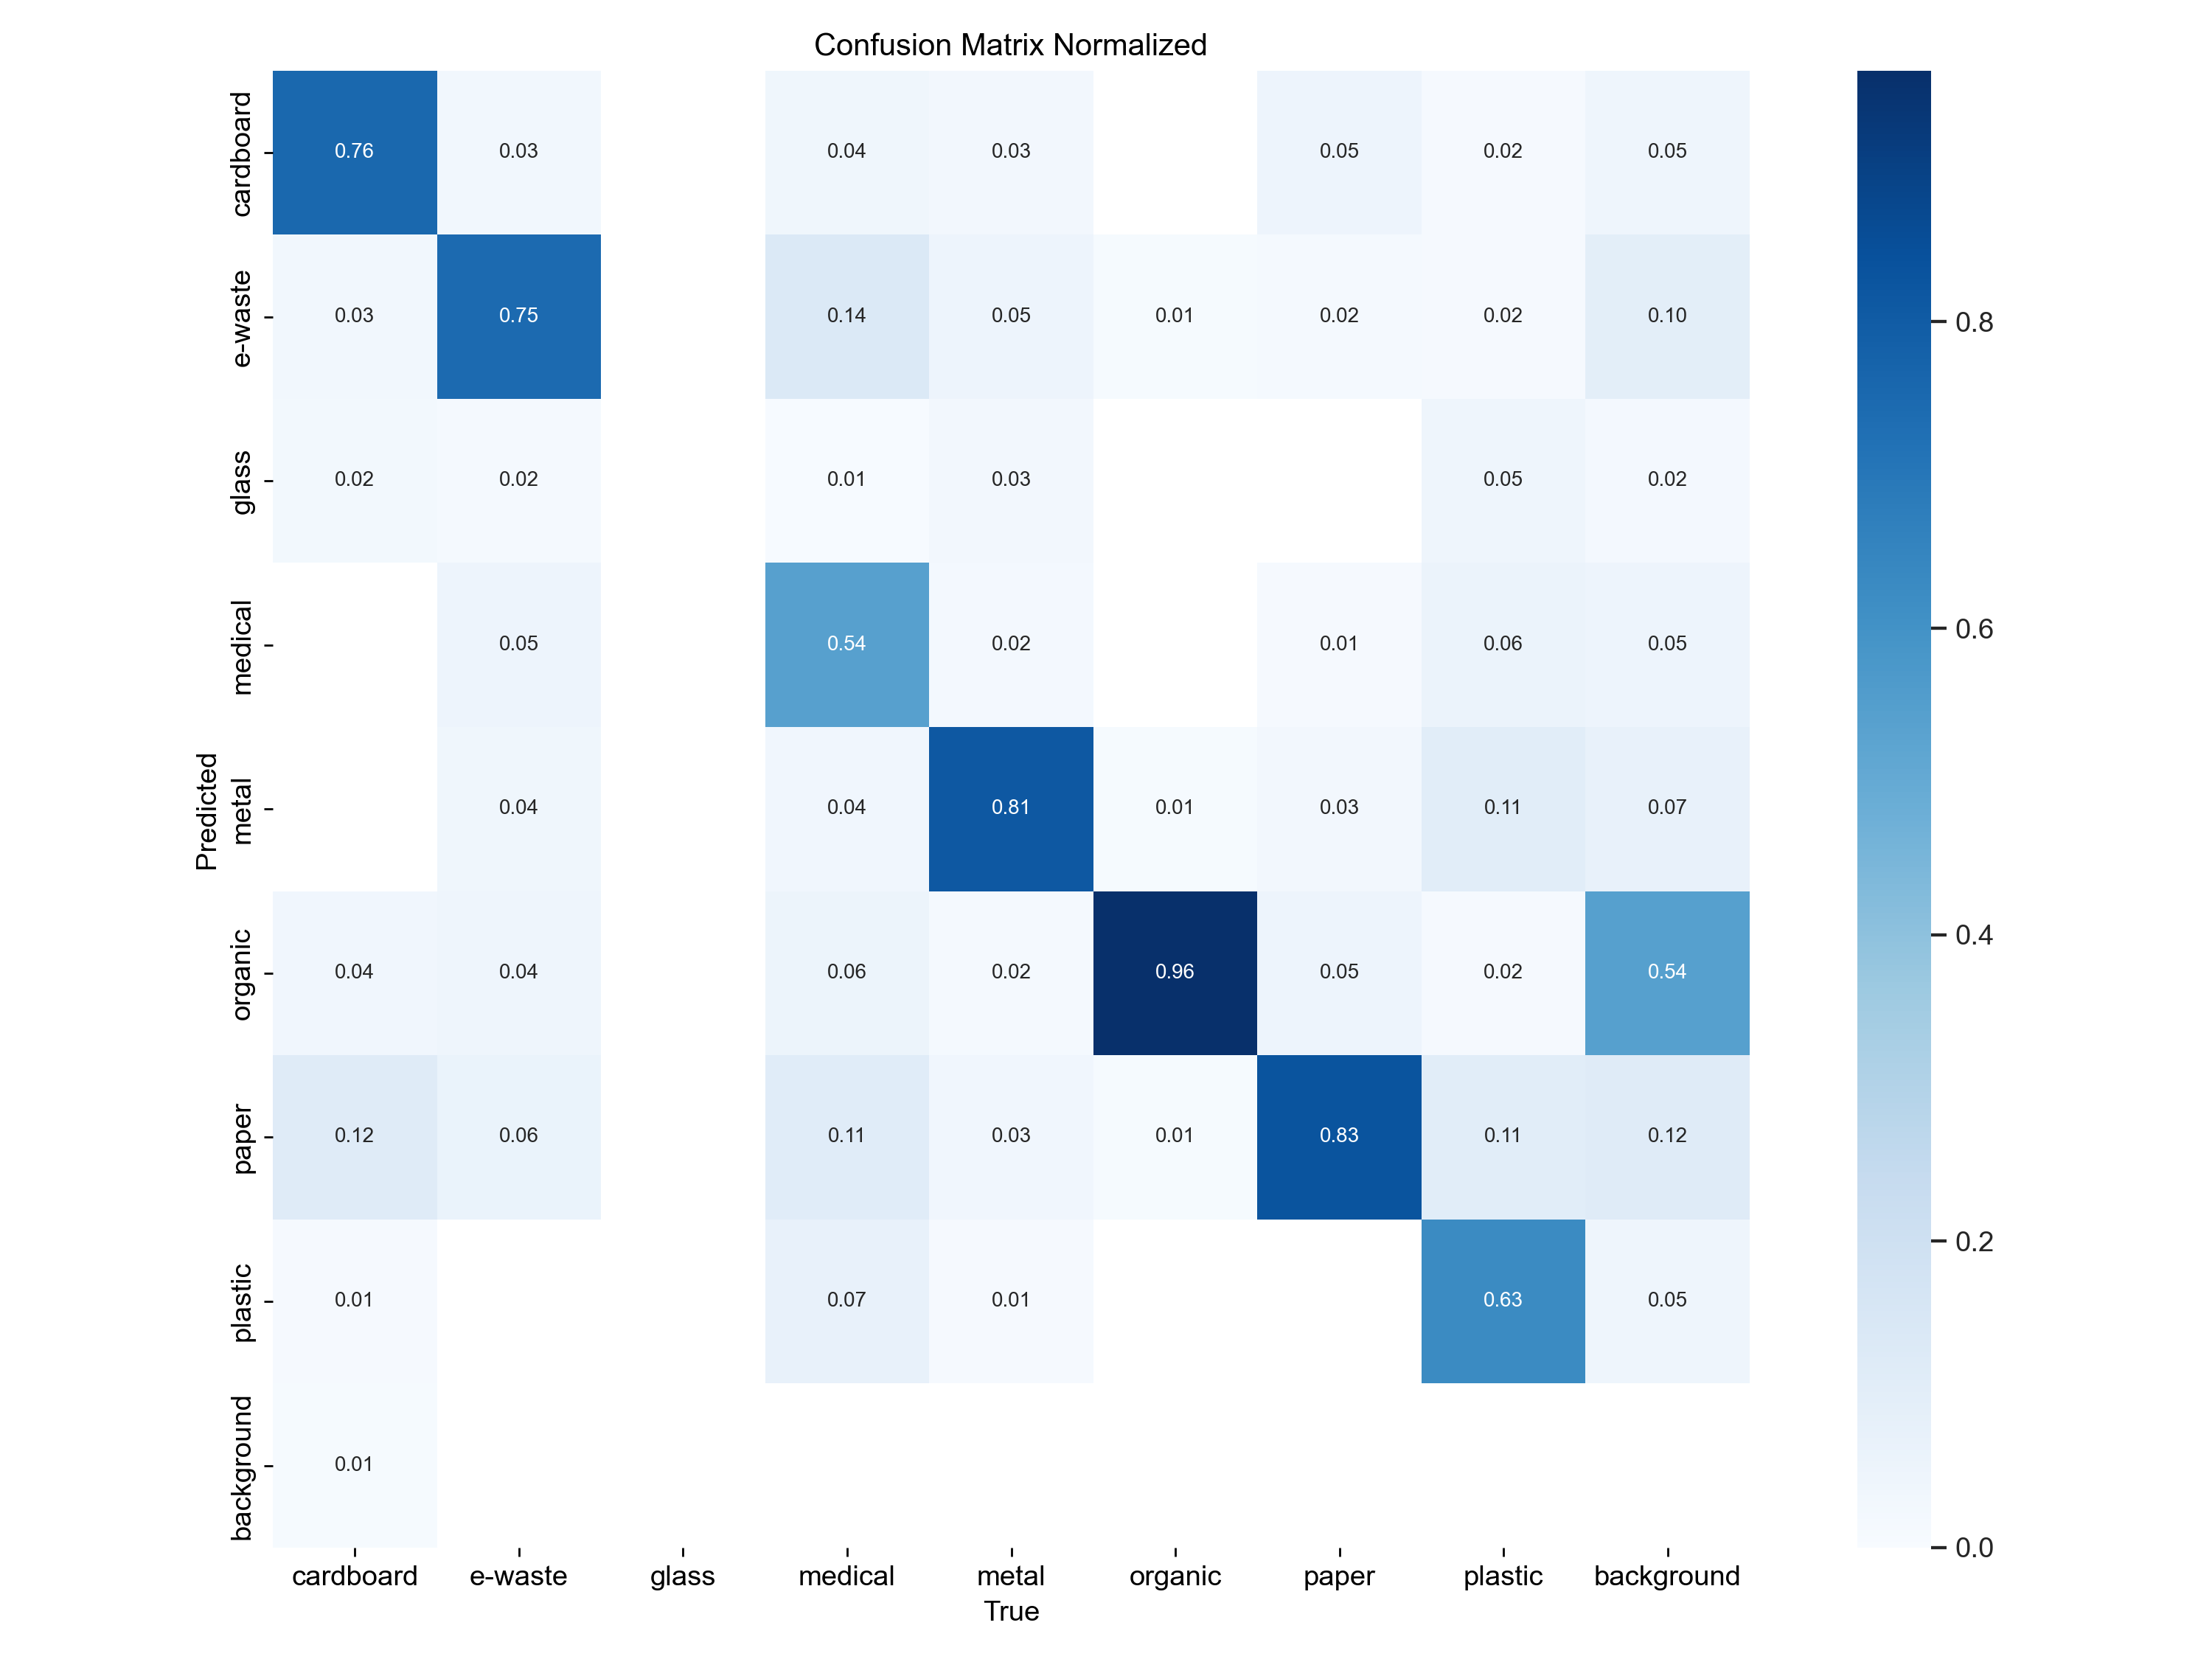 Confusion Matrix Normalized
cardboard 0.76 0.03 0.04 0.03 0.05 0.02 0.05
e-waste 0.03 0.75 0.14 0.05 0.01 0.02 0.02 0.10
0.8
glass 0.02 0.02 0.01 0.03 0.05 0.02
medical 0.05 0.54 0.02 0.01 0.06 0.05
0.6
Predicted
metal 0.04 0.04 0.81 0.01 0.03 0.11 0.07
0.4
organic 0.04 0.04 0.06 0.02 0.96 0.05 0.02 0.54
paper 0.12 0.06 0.11 0.03 0.01 0.83 0.11 0.12
0.2
plastic 0.01 0.07 0.01 0.63 0.05
background 0.01
0.0
cardboard e-waste glass medical metal organic paper plastic background
True